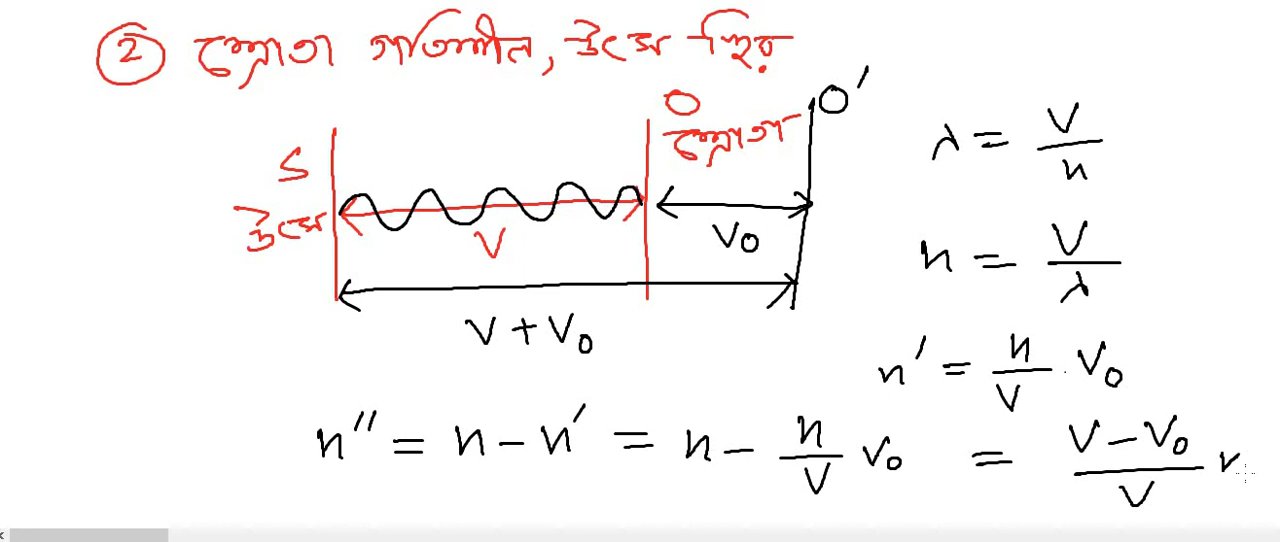 ② শ্রোতা গতিশীল, উৎস স্থির
O'
O
শ্রোতা
S
উৎস
V
V₀
V + V₀
λ = V/n
n = V/λ
n' = n/V · V₀
n'' = n - n' = n - n/V V₀ = (V - V₀)/V